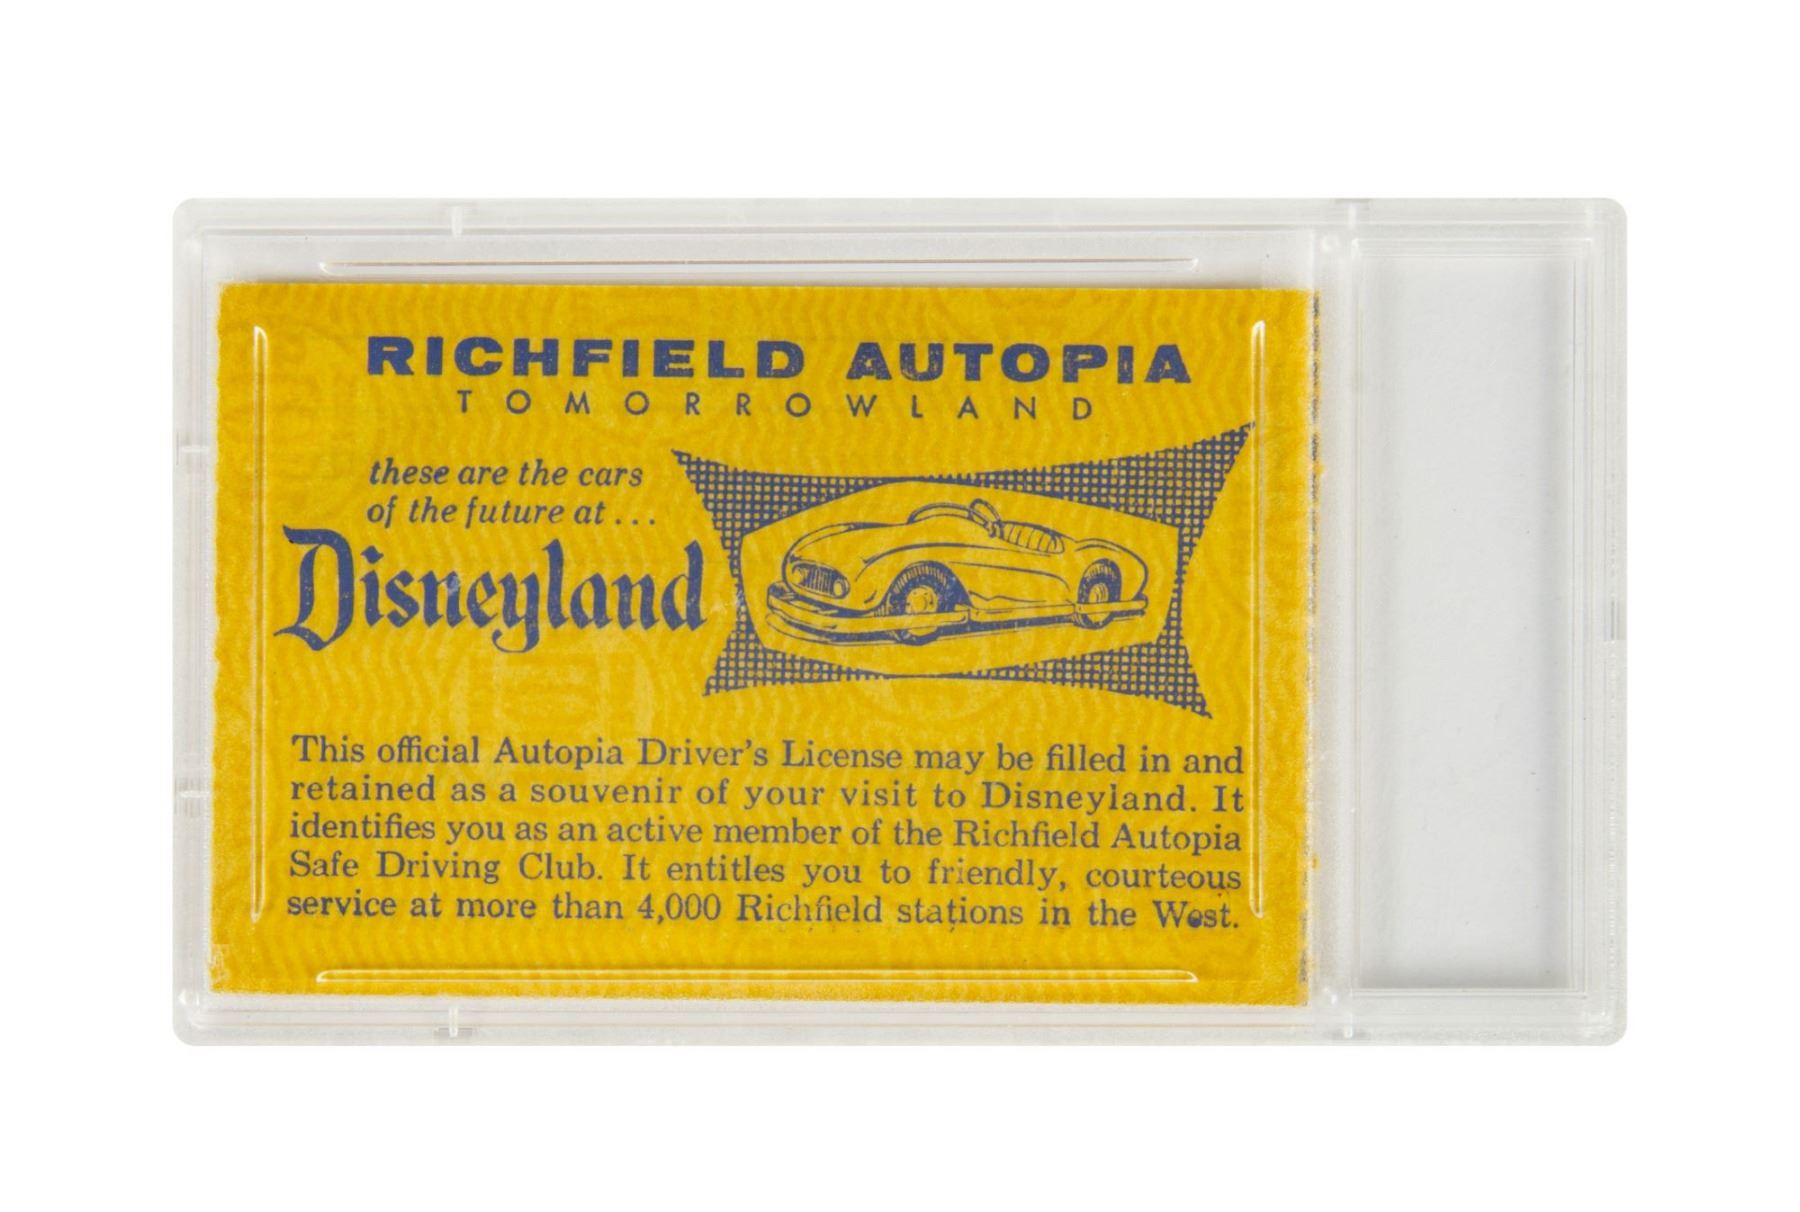 RICHFIELD AUTOPIA
TOMORROWLAND
these are the cars
of the future at...
Disneyland
This official Autopia Driver's License may be filled in and
retained as a souvenir of your visit to Disneyland. It
identifies you as an active member of the Richfield Autopia
Safe Driving Club. It entitles you to friendly, courteous
service at more than 4,000 Richfield stations in the West.